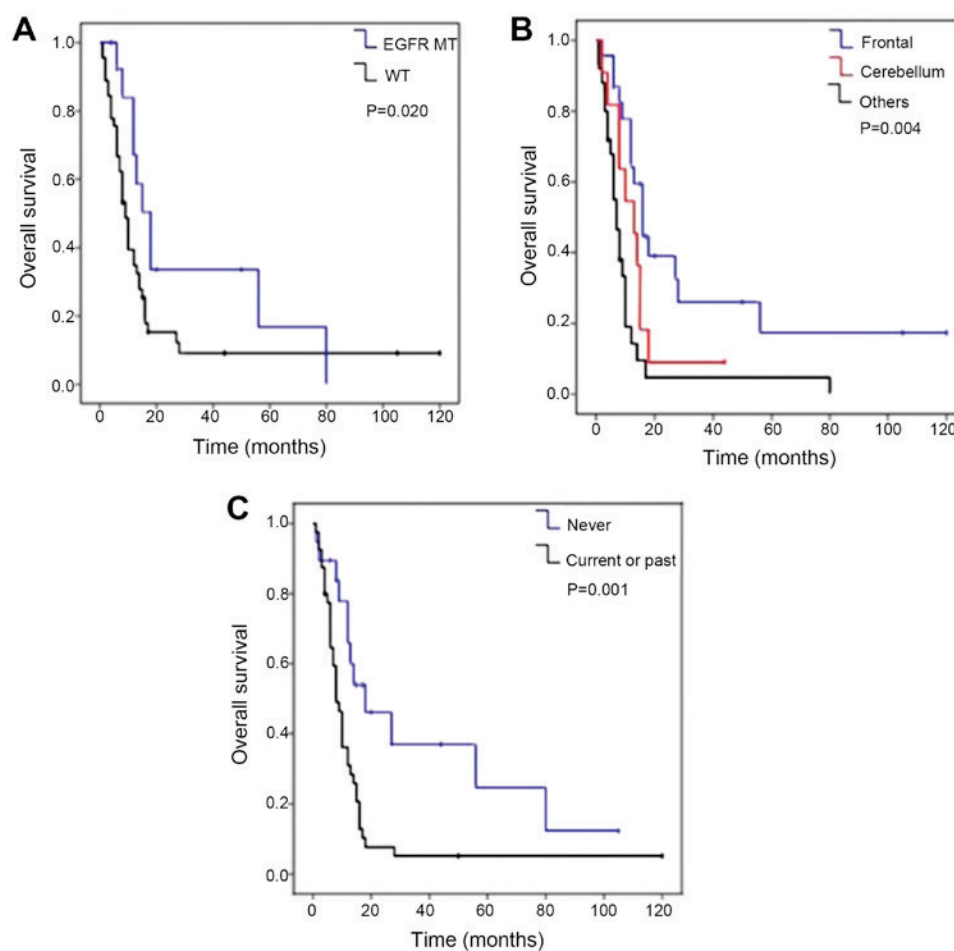 A
EGFR MT
WT
P=0.020
Overall survival
1.0
0.8
0.6
0.4
0.2
0.0
0 20 40 60 80 100 120
Time (months)
B
Frontal
Cerebellum
Others
P=0.004
Overall survival
1.0
0.8
0.6
0.4
0.2
0.0
0 20 40 60 80 100 120
Time (months)
C
Never
Current or past
P=0.001
Overall survival
1.0
0.8
0.6
0.4
0.2
0.0
0 20 40 60 80 100 120
Time (months)